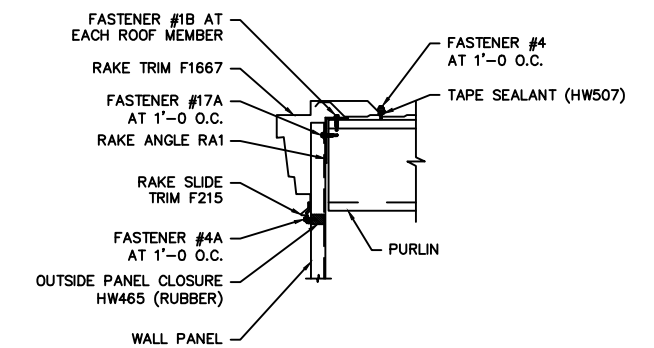 FASTENER #1B AT
EACH ROOF MEMBER
RAKE TRIM F1667
FASTENER #17A
AT 1'-0 O.C.
RAKE ANGLE RA1
RAKE SLIDE
TRIM F215
FASTENER #4A
AT 1'-0 O.C.
OUTSIDE PANEL CLOSURE
HW465 (RUBBER)
WALL PANEL
FASTENER #4
AT 1'-0 O.C.
TAPE SEALANT (HW507)
PURLIN